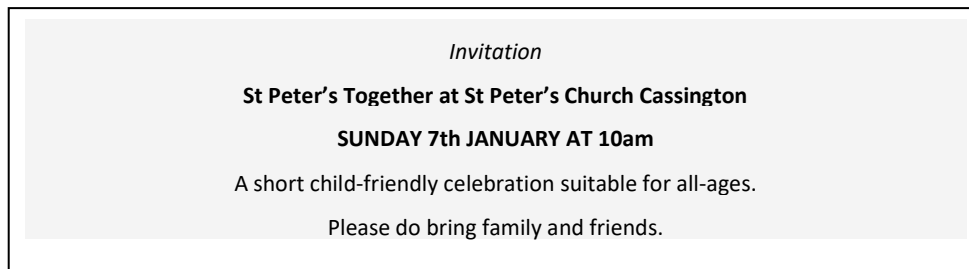 Invitation
St Peter’s Together at St Peter’s Church Cassington
SUNDAY 7th JANUARY AT 10am
A short child-friendly celebration suitable for all-ages.
Please do bring family and friends.